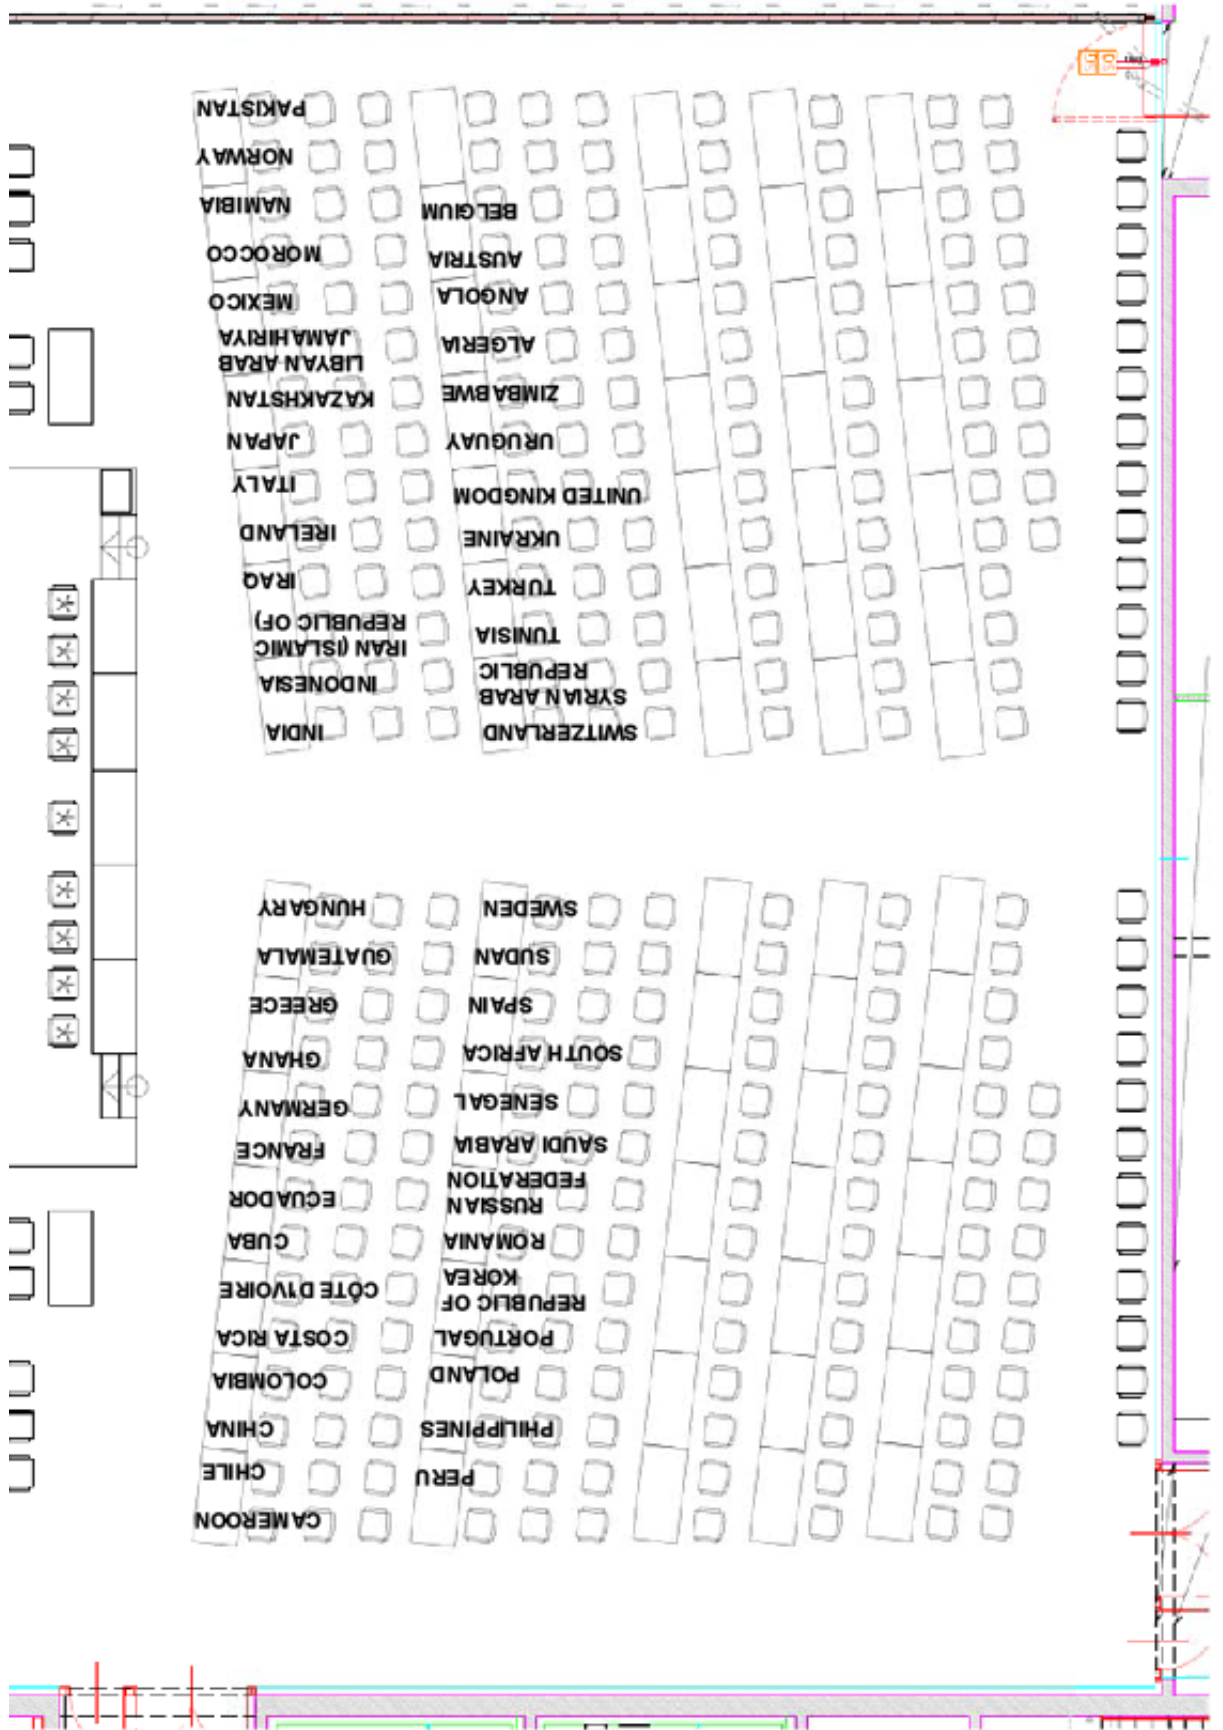 CAMEROON
CHILE
CHINA
COLOMBIA
COSTA RICA
CÔTE D'IVOIRE
CUBA
ECUADOR
FRANCE
GERMANY
GHANA
GREECE
GUATEMALA
HUNGARY
INDIA
INDONESIA
IRAN (ISLAMIC
REPUBLIC OF)
IRAQ
IRELAND
ITALY
JAPAN
KAZAKHSTAN
LIBYAN ARAB
JAMAHIRIYA
MEXICO
MOROCCO
NAMIBIA
NORWAY
PAKISTAN
PERU
PHILIPPINES
POLAND
PORTUGAL
REPUBLIC OF
KOREA
ROMANIA
RUSSIAN
FEDERATION
SAUDI ARABIA
SENEGAL
SOUTH AFRICA
SPAIN
SUDAN
SWEDEN
SWITZERLAND
SYRIAN ARAB
REPUBLIC
TUNISIA
TURKEY
UKRAINE
UNITED KINGDOM
URUGUAY
ZIMBABWE
ALGERIA
ANGOLA
AUSTRIA
BELGIUM